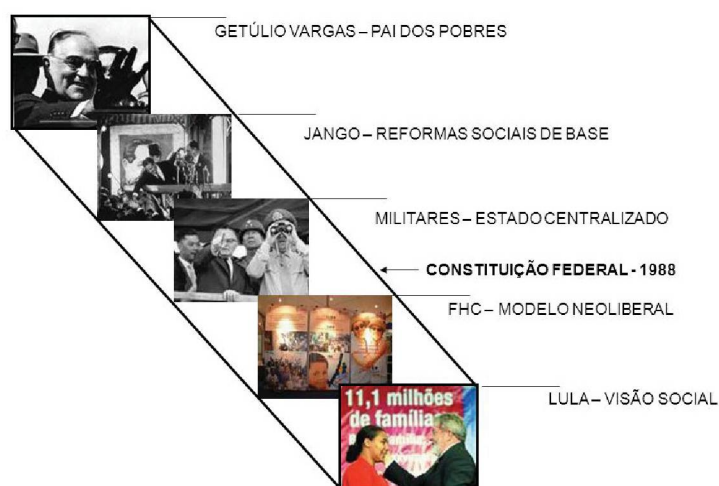 GETÚLIO VARGAS – PAI DOS POBRES
JANGO – REFORMAS SOCIAIS DE BASE
MILITARES – ESTADO CENTRALIZADO
CONSTITUIÇÃO FEDERAL - 1988
FHC – MODELO NEOLIBERAL
LULA – VISÃO SOCIAL
11,1 milhões
de família